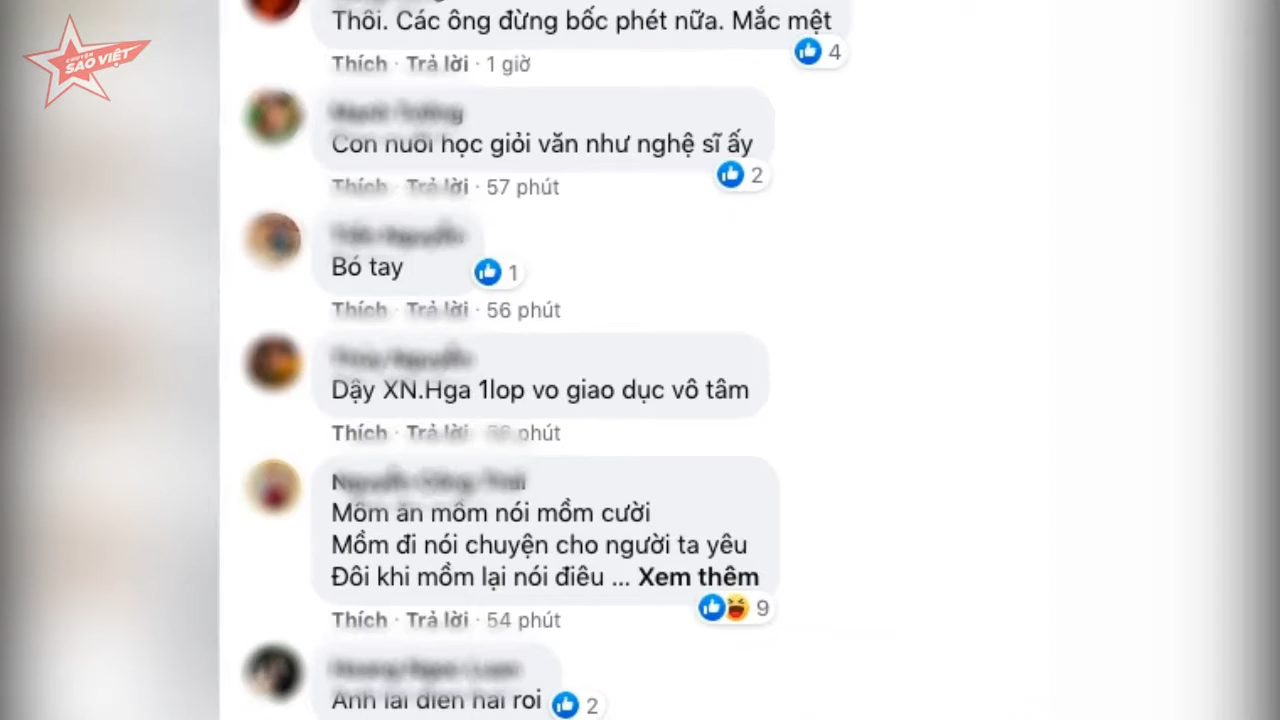 CHUYỆN
SAO VIỆT
Thôi. Các ông đừng bốc phét nữa. Mắc mệt
4
Thích · Trả lời · 1 giờ
Con nuôi học giỏi văn như nghệ sĩ ấy
2
Thích · Trả lời · 57 phút
Bó tay
1
Thích · Trả lời · 56 phút
Dậy XN.Hga 1lop vo giao dục vô tâm
Thích · Trả lời · 56 phút
Mồm ăn mồm nói mồm cười
Mồm đi nói chuyện cho người ta yêu
Đôi khi mồm lại nói điêu ... Xem thêm
9
Thích · Trả lời · 54 phút
Anh lai dien hai roi
2